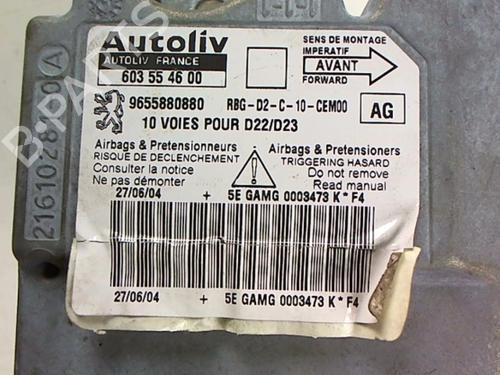 Autoliv
AUTOLIV FRANCE
603 55 46 00
SENS DE MONTAGE
IMPERATIF
AVANT
FORWARD
9655880880
RBG-D2-C-10-CEM00
AG
10 VOIES POUR D22/D23
Airbags & Pretensionneurs
RISQUE DE DECLENCHEMENT
Consulter la notice
Ne pas démonter
Airbags & Pretensioners
TRIGGERING HASARD
Do not remove
Read manual
27/06/04 + 5E GAMG 0003473 K * F4
27/06/04 + 5E GAMG 0003473 K * F4